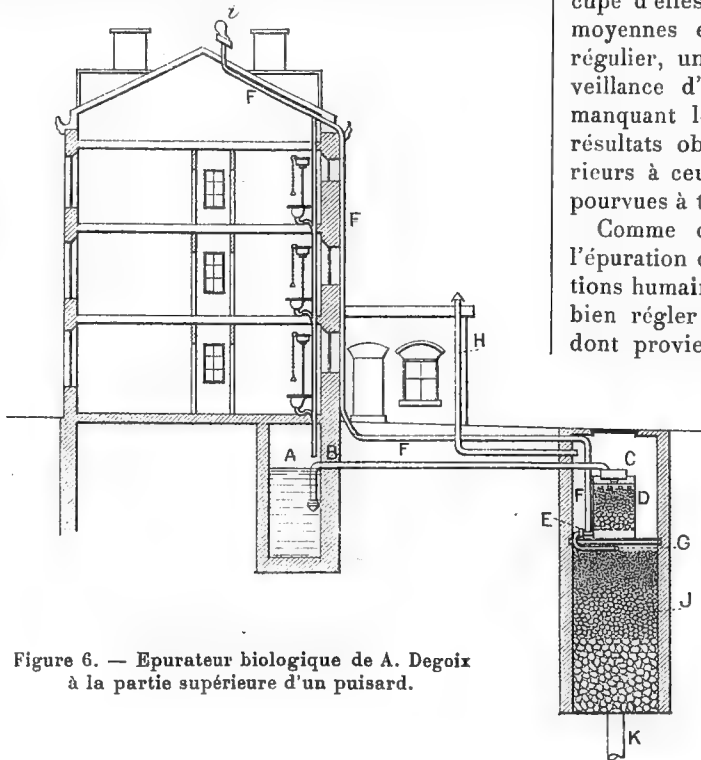 cupé d'elles
moyennes e
régulier, un
veillance d'
manquant l
résultats ob
rieurs à ceu
pourvues à t
Comme c
l'épuration e
tions humain
bien régler
dont provie
i
F
F
H
A
B
F
C
F
D
E
G
J
K
Figure 6. — Epurateur biologique de A. Degoix
à la partie supérieure d'un puisard.